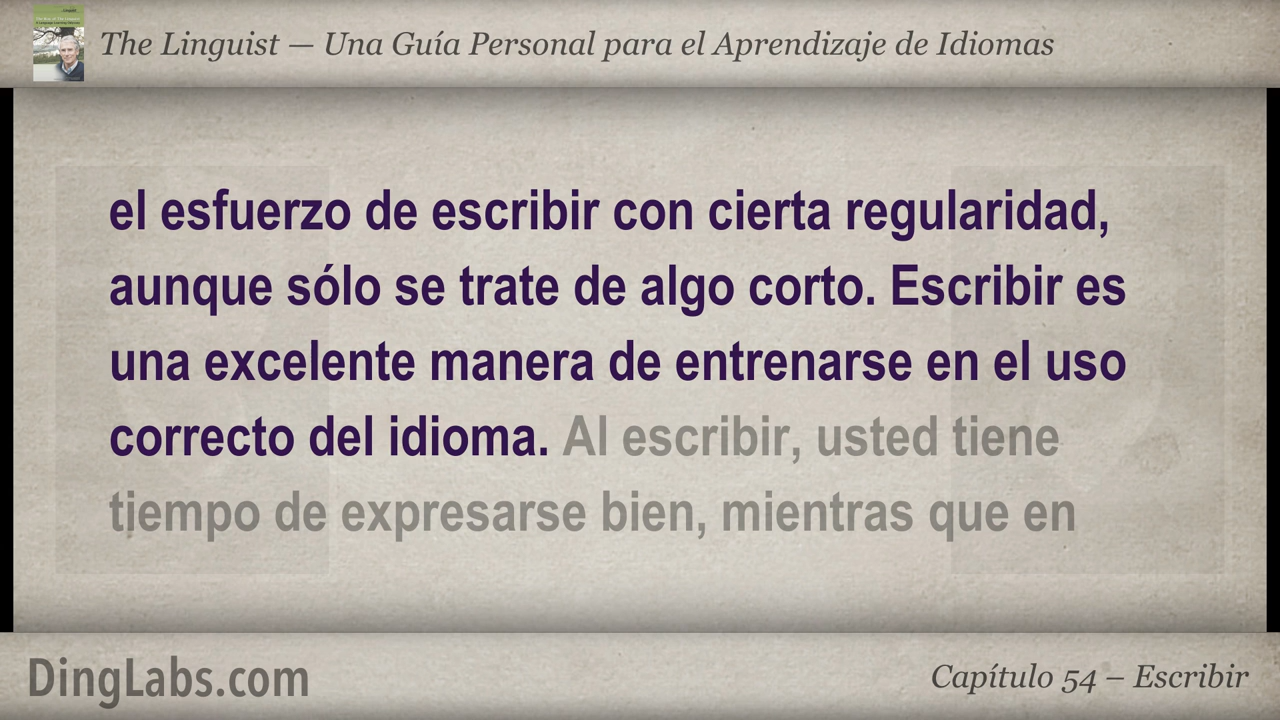 The Linguist — Una Guía Personal para el Aprendizaje de Idiomas
el esfuerzo de escribir con cierta regularidad,
aunque sólo se trate de algo corto. Escribir es
una excelente manera de entrenarse en el uso
correcto del idioma. Al escribir, usted tiene
tiempo de expresarse bien, mientras que en
DingLabs.com
Capítulo 54 – Escribir